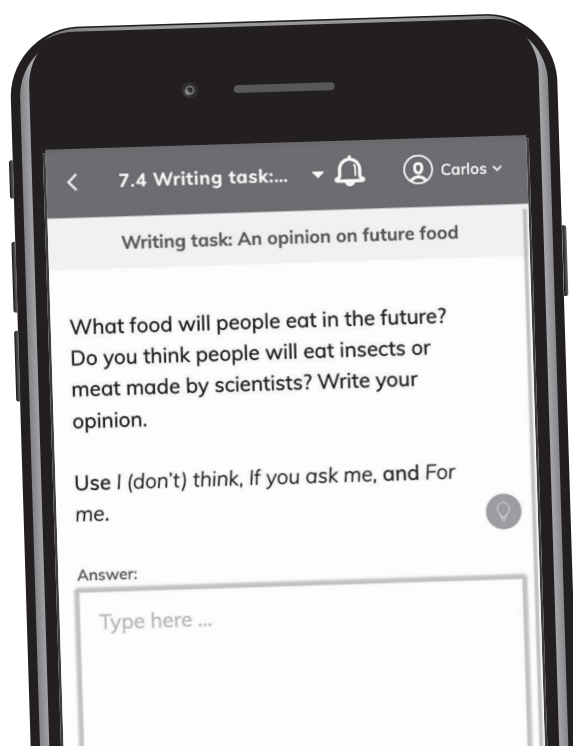 7.4 Writing task:...
Carlos
Writing task: An opinion on future food
What food will people eat in the future?
Do you think people will eat insects or
meat made by scientists? Write your
opinion.
Use I (don't) think, If you ask me, and For
me.
Answer:
Type here ...